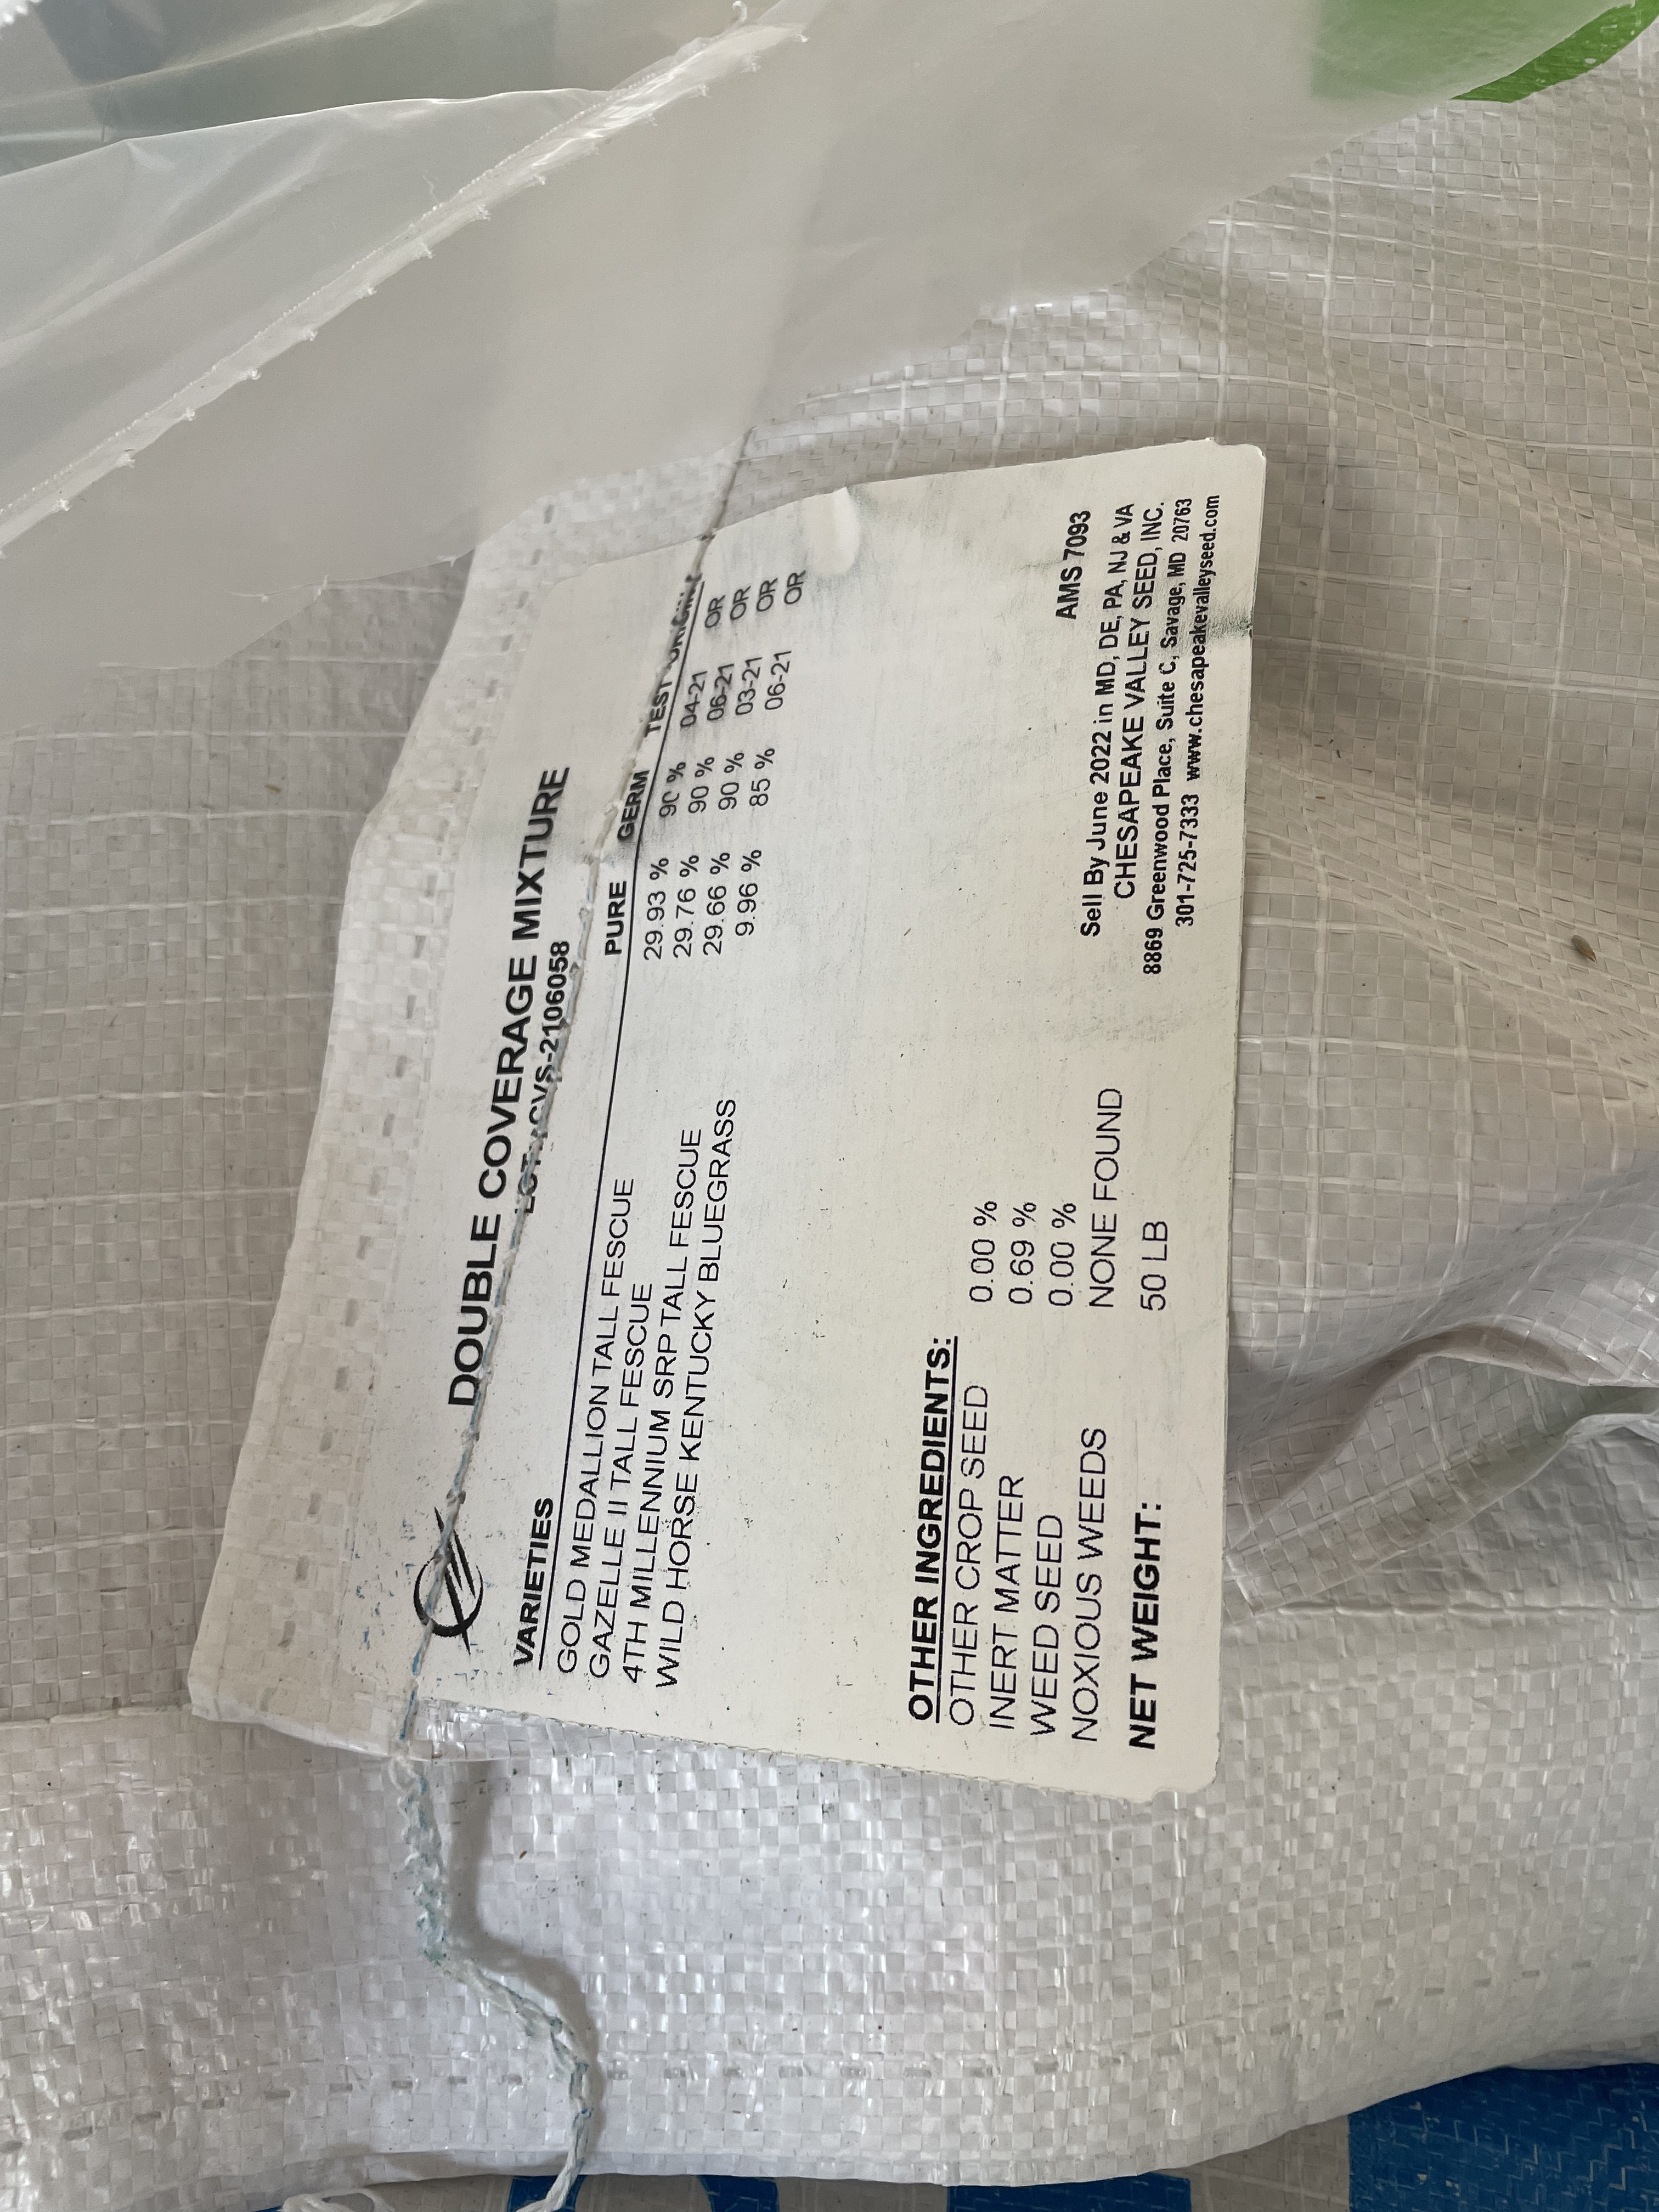 DOUBLE COVERAGE MIXTURE
LOT: CVS-2106058
VARIETIES PURE GERM TEST ORIGIN
GOLD MEDALLION TALL FESCUE 29.93 % 90 % 04-21 OR
GAZELLE II TALL FESCUE 29.76 % 90 % 06-21 OR
4TH MILLENNIUM SRP TALL FESCUE 29.66 % 90 % 03-21 OR
WILD HORSE KENTUCKY BLUEGRASS 9.96 % 85 % 06-21 OR
OTHER INGREDIENTS:
OTHER CROP SEED 0.00 %
INERT MATTER 0.69 %
WEED SEED 0.00 %
NOXIOUS WEEDS NONE FOUND
NET WEIGHT: 50 LB
AMS 7093
Sell By June 2022 in MD, DE, PA, NJ & VA
CHESAPEAKE VALLEY SEED, INC.
8869 Greenwood Place, Suite C, Savage, MD 20763
301-725-7333 www.chesapeakevalleyseed.com